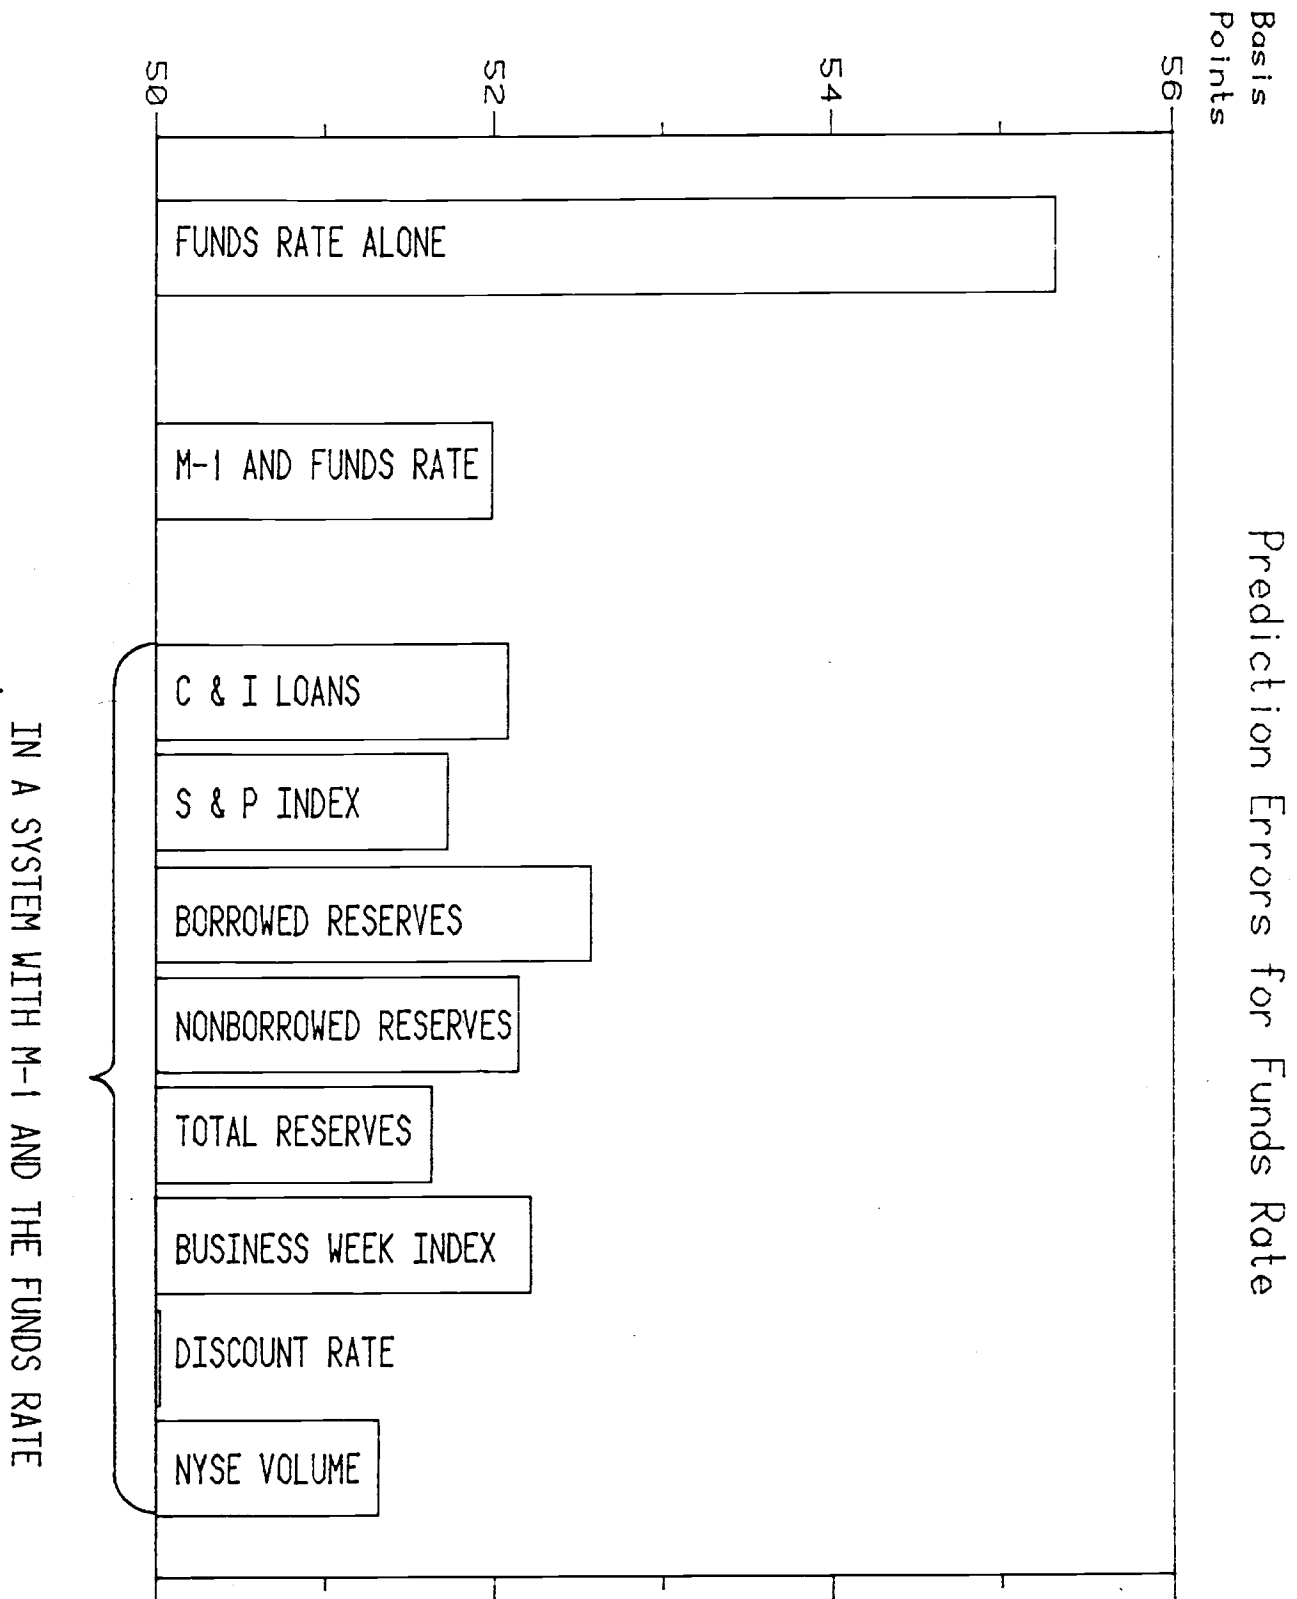 Prediction Errors for Funds Rate
Basis
Points
56
54
52
50
FUNDS RATE ALONE
M-1 AND FUNDS RATE
C & I LOANS
S & P INDEX
BORROWED RESERVES
NONBORROWED RESERVES
TOTAL RESERVES
BUSINESS WEEK INDEX
DISCOUNT RATE
NYSE VOLUME
IN A SYSTEM WITH M-1 AND THE FUNDS RATE